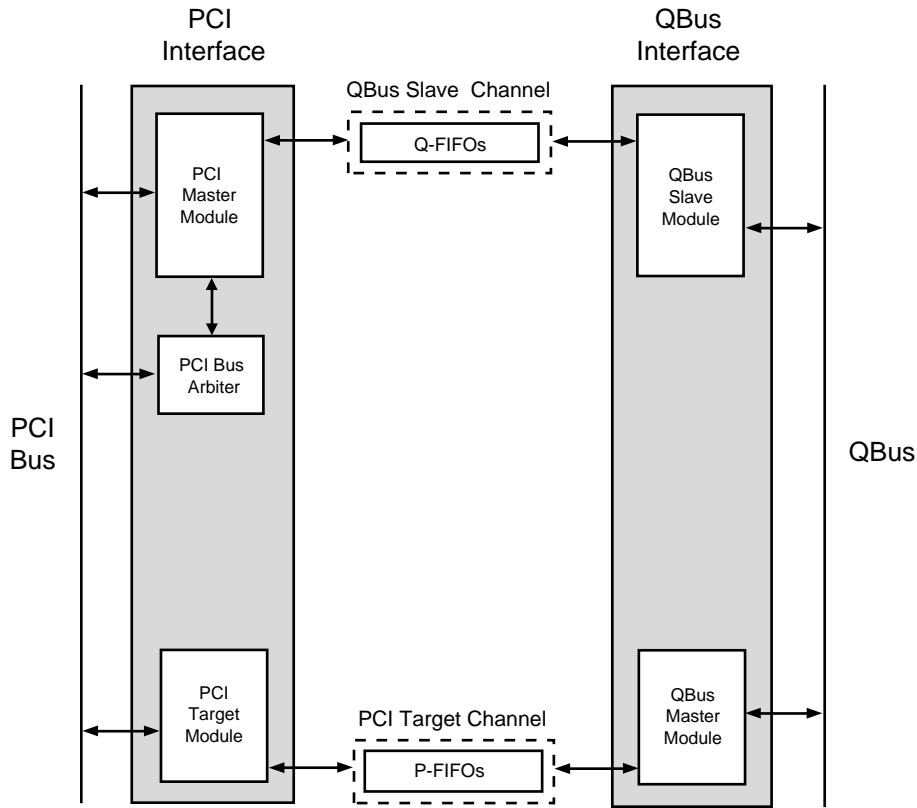 PCI
Interface
QBus
Interface
QBus Slave Channel
Q-FIFOs
PCI
Master
Module
QBus
Slave
Module
PCI Bus
Arbiter
PCI
Bus
QBus
PCI
Target
Module
PCI Target Channel
P-FIFOs
QBus
Master
Module